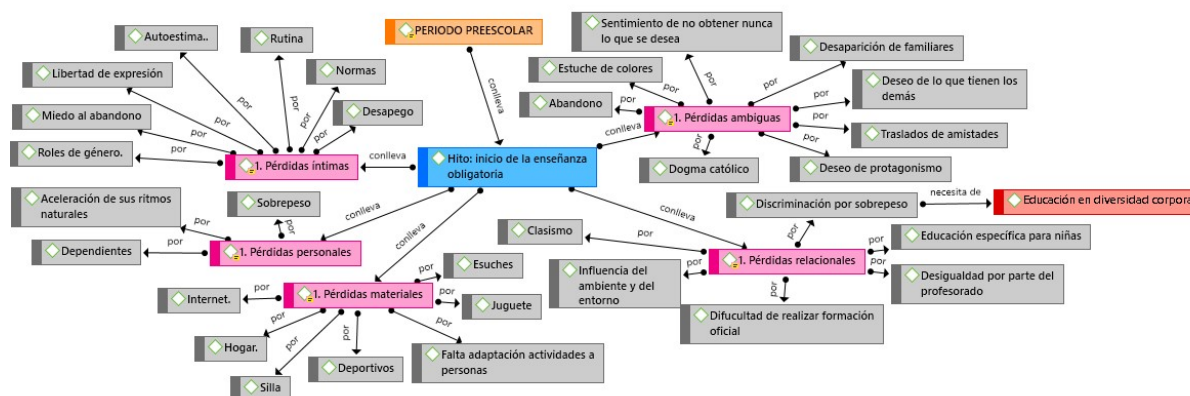 PERIODO PREESCOLAR
conlleva
Hito: inicio de la enseñanza
obligatoria
conlleva
1. Pérdidas íntimas
por
Autoestima..
por
Rutina
por
Normas
por
Desapego
por
Libertad de expresión
por
Miedo al abandono
por
Roles de género.
conlleva
1. Pérdidas ambiguas
por
Sentimiento de no obtener nunca
lo que se desea
por
Desaparición de familiares
por
Estuche de colores
por
Deseo de lo que tienen los
demás
por
Abandono
por
Traslados de amistades
por
Deseo de protagonismo
por
Dogma católico
conlleva
1. Pérdidas personales
por
Sobrepeso
por
Aceleración de sus ritmos
naturales
por
Dependientes
conlleva
1. Pérdidas materiales
por
Esuches
por
Juguete
por
Internet.
por
Hogar.
por
Silla
por
Deportivos
por
Falta adaptación actividades a
personas
conlleva
1. Pérdidas relacionales
por
Discriminación por sobrepeso
necesita de
Educación en diversidad corpora
por
Clasismo
por
Educación específica para niñas
por
Influencia del
ambiente y del
entorno
por
Desigualdad por parte del
profesorado
por
Difucultad de realizar formación
oficial